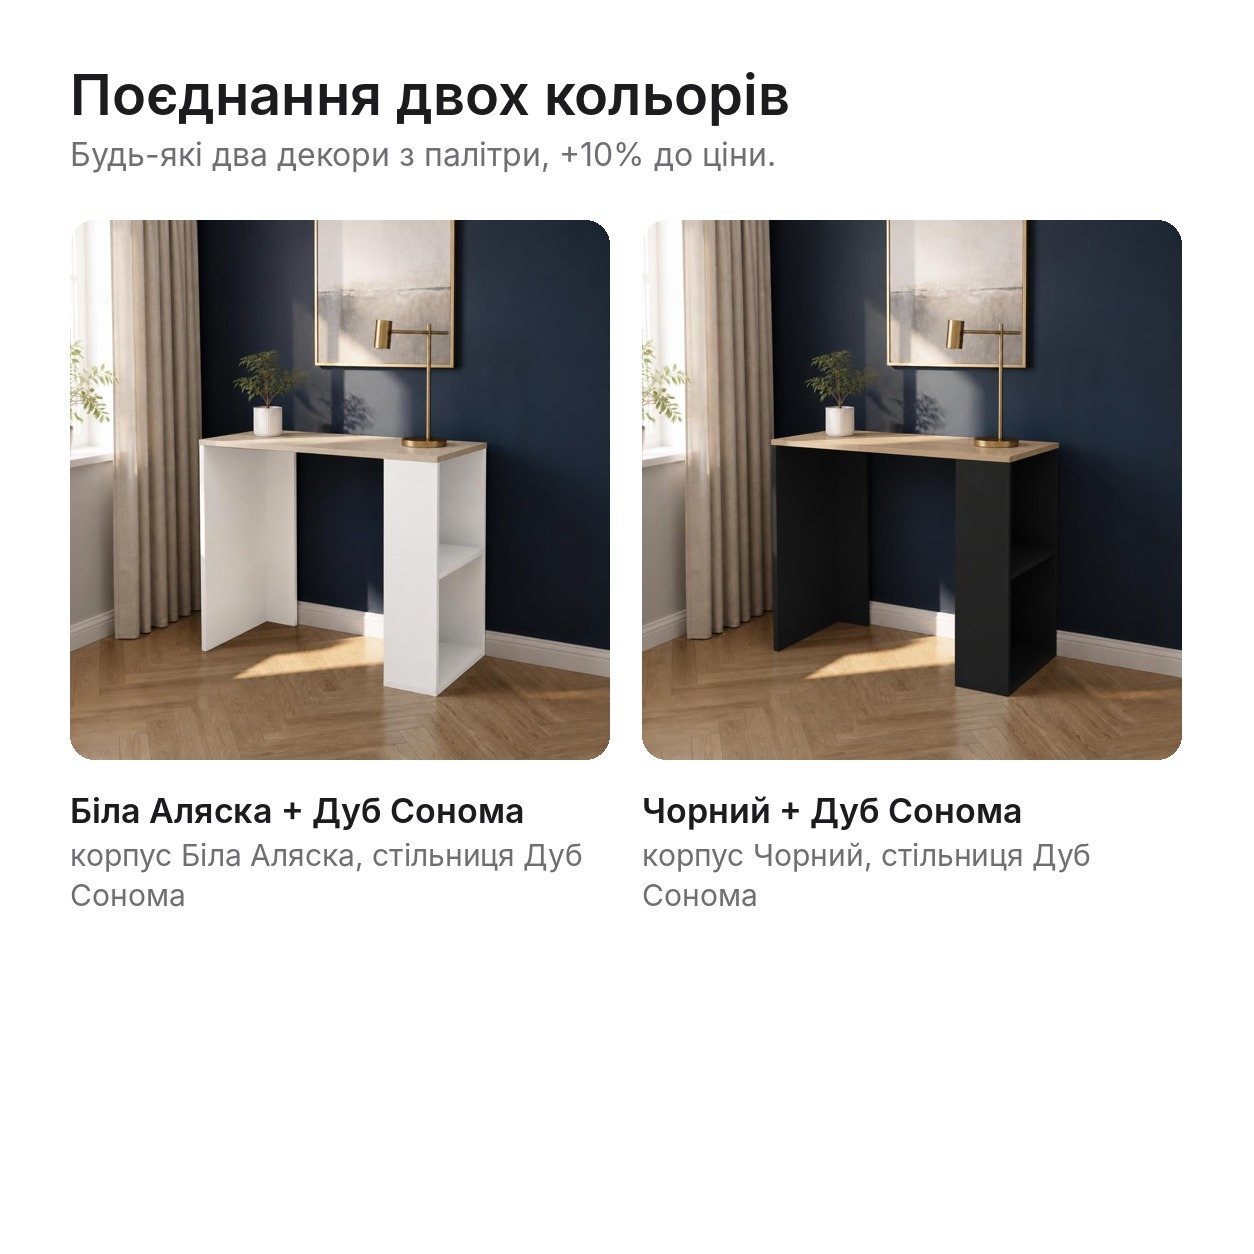 Поєднання двох кольорів
Будь-які два декори з палітри, +10% до ціни.
Біла Аляска + Дуб Сонома
корпус Біла Аляска, стільниця Дуб
Сонома
Чорний + Дуб Сонома
корпус Чорний, стільниця Дуб
Сонома